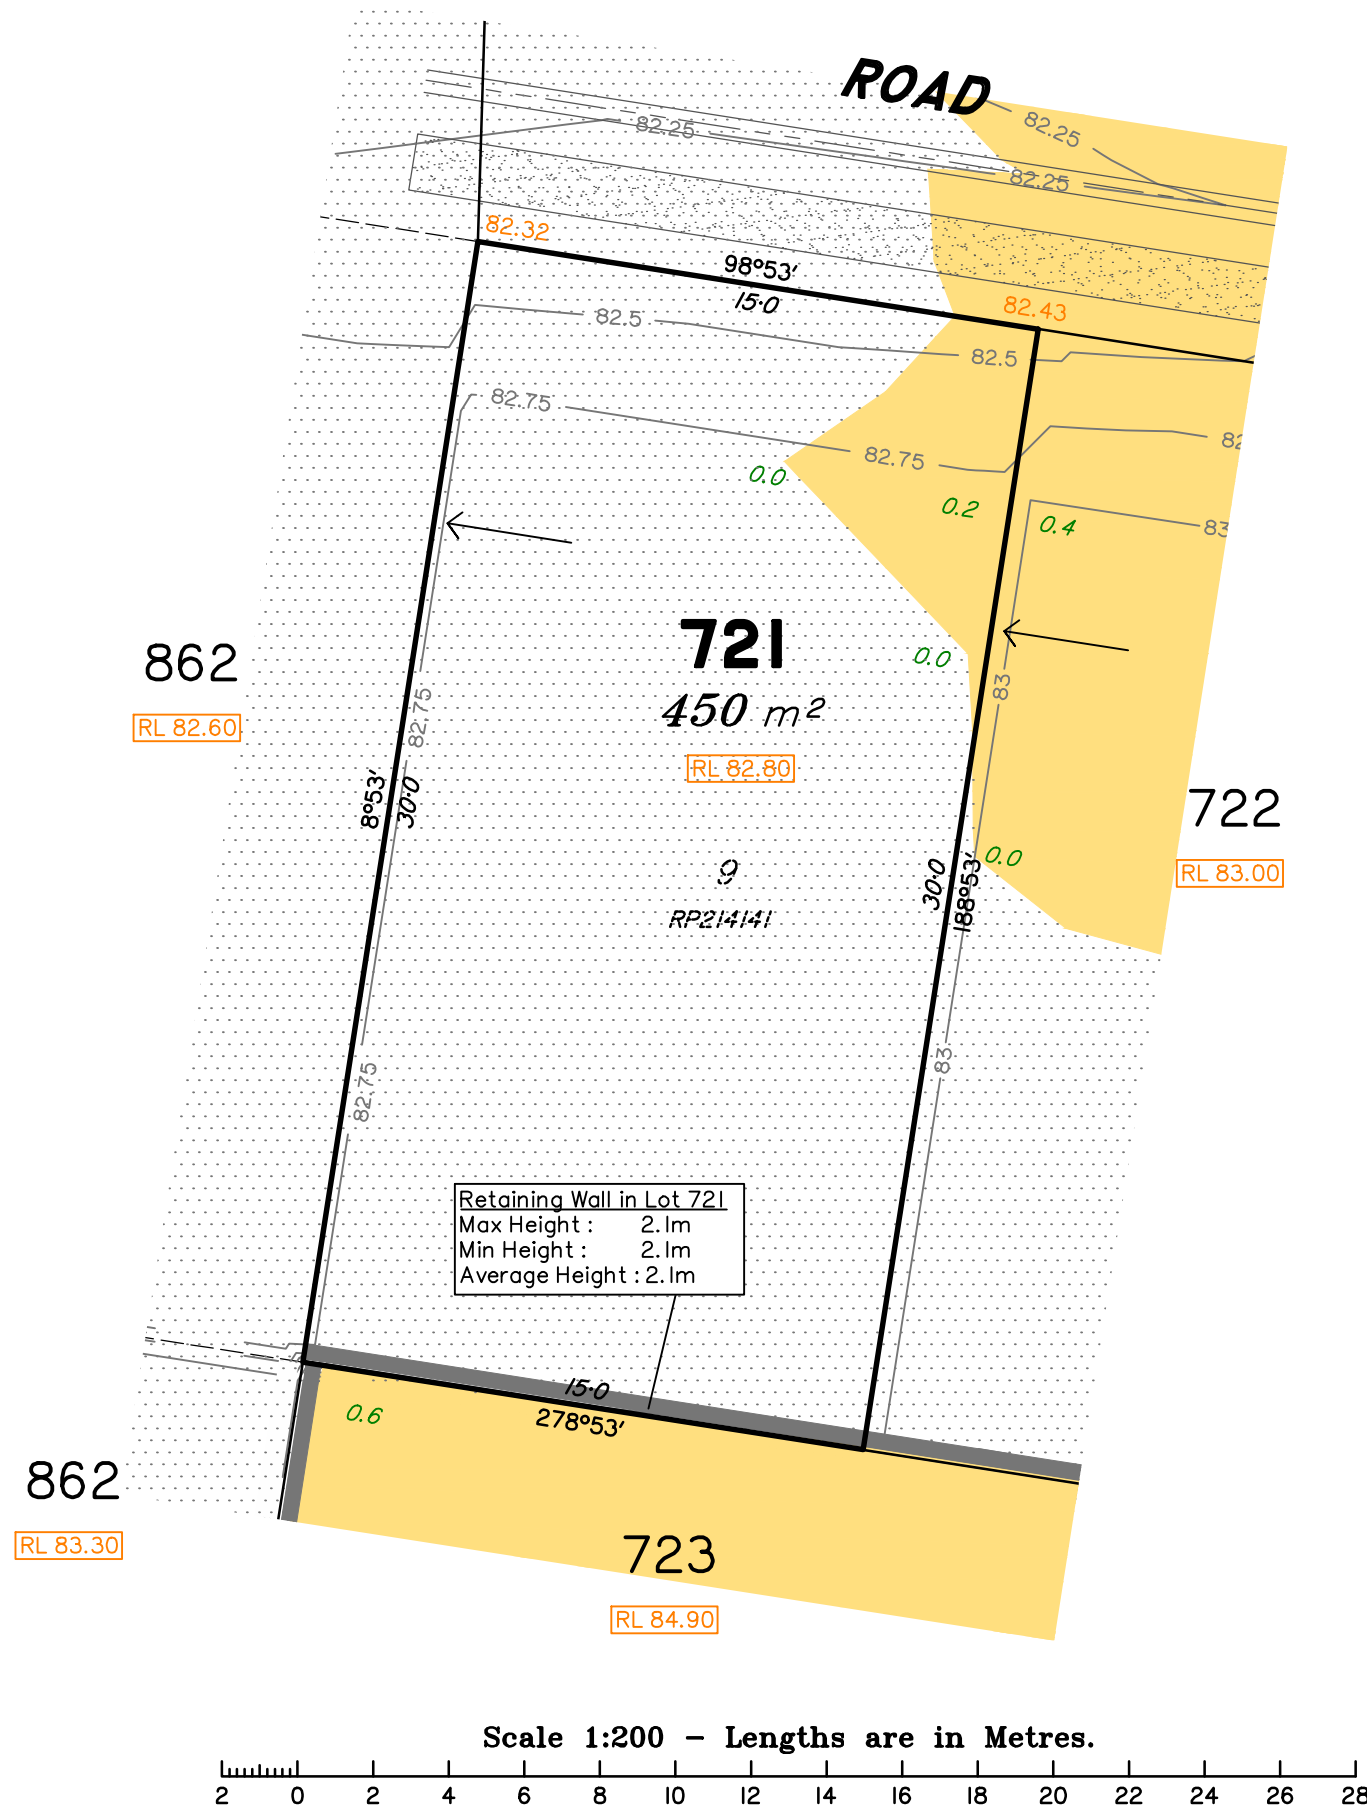 ROAD
82.25
82.25
82.25
82.32
98°53'
15·0
82.43
82.5
82.5
82.75
82.75
82
0.0
0.2
0.4
83
862
RL 82.60
721
450 m²
RL 82.80
0.0
83
82.75
8°53'
30·0
722
RL 83.00
0.0
30·0
188°53'
9
RP214141
83
82.75
Retaining Wall in Lot 721
Max Height : 2.1m
Min Height : 2.1m
Average Height : 2.1m
15·0
278°53'
0.6
862
RL 83.30
723
RL 84.90
Scale 1:200 – Lengths are in Metres.
2 0 2 4 6 8 10 12 14 16 18 20 22 24 26 28